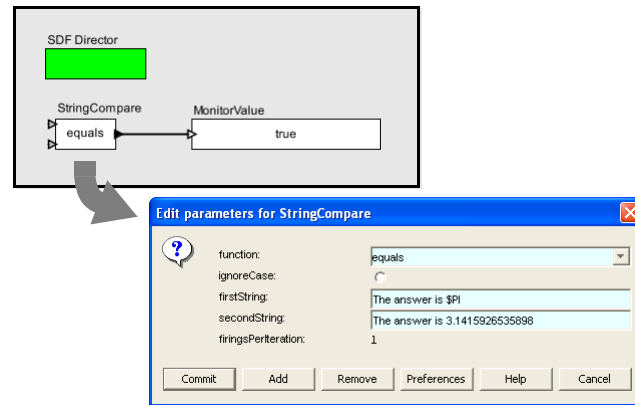 SDF Director
StringCompare
MonitorValue
equals
true
Edit parameters for StringCompare
?
function:
equals
ignoreCase:
firstString:
The answer is $PI
secondString:
The answer is 3.1415926535898
firingsPerIteration:
1
Commit
Add
Remove
Preferences
Help
Cancel